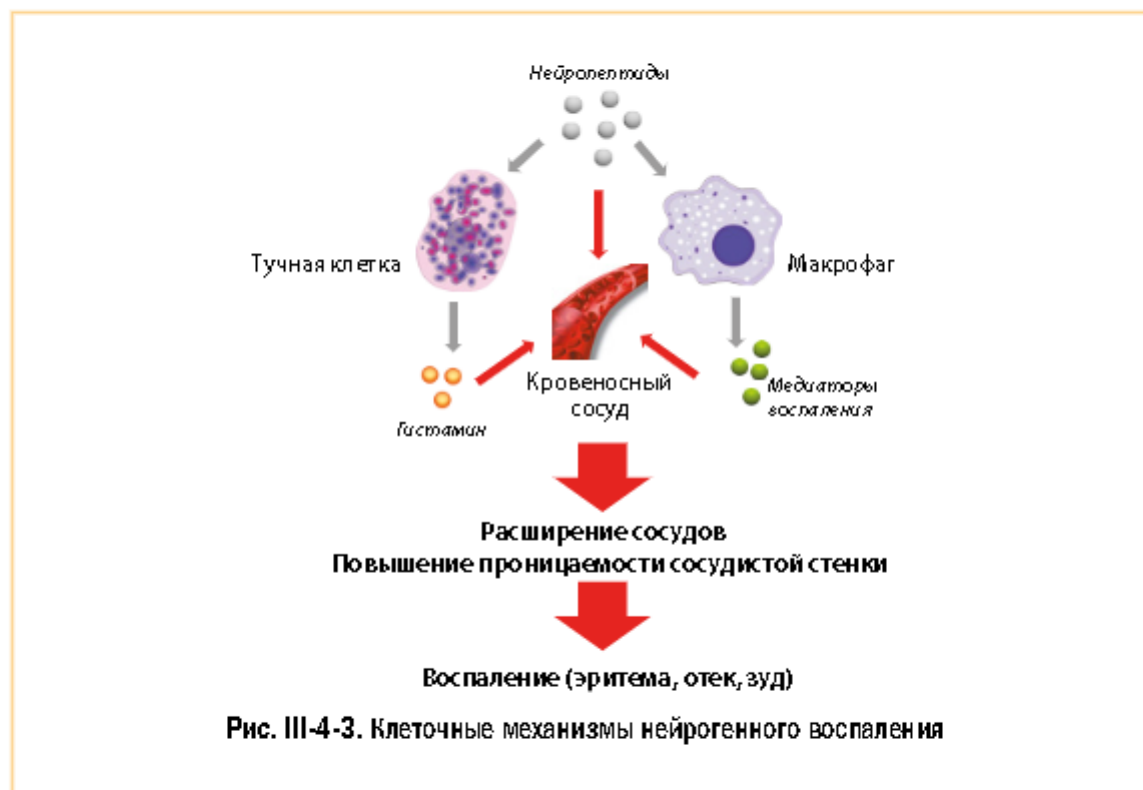 Нейропептиды
Тучная клетка
Макрофаг
Кровеносный
сосуд
Гистамин
Медиаторы
воспаления
Расширение сосудов
Повышение проницаемости сосудистой стенки
Воспаление (эритема, отек, зуд)
Рис. III-4-3. Клеточные механизмы нейрогенного воспаления